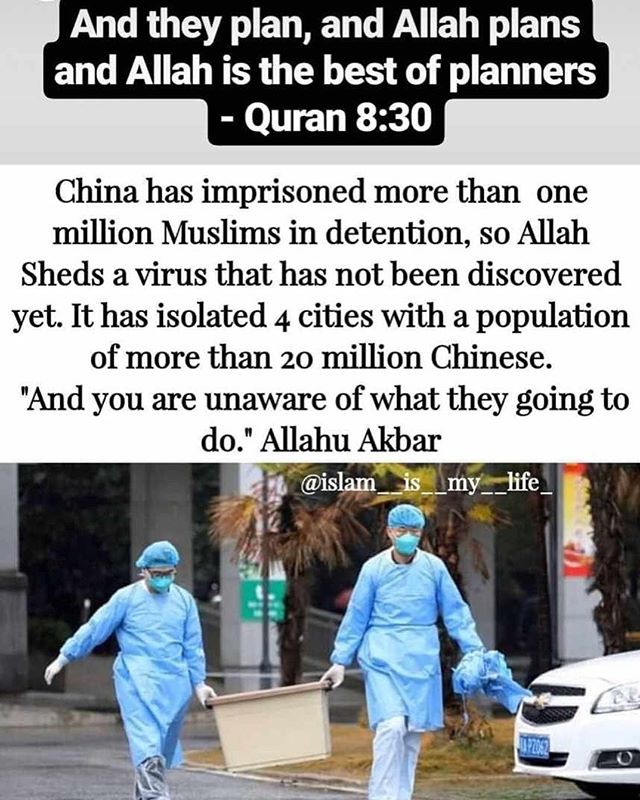 And they plan, and Allah plans
and Allah is the best of planners
- Quran 8:30
China has imprisoned more than one
million Muslims in detention, so Allah
Sheds a virus that has not been discovered
yet. It has isolated 4 cities with a population
of more than 20 million Chinese.
"And you are unaware of what they going to
do." Allahu Akbar
@islam__is__my__life_